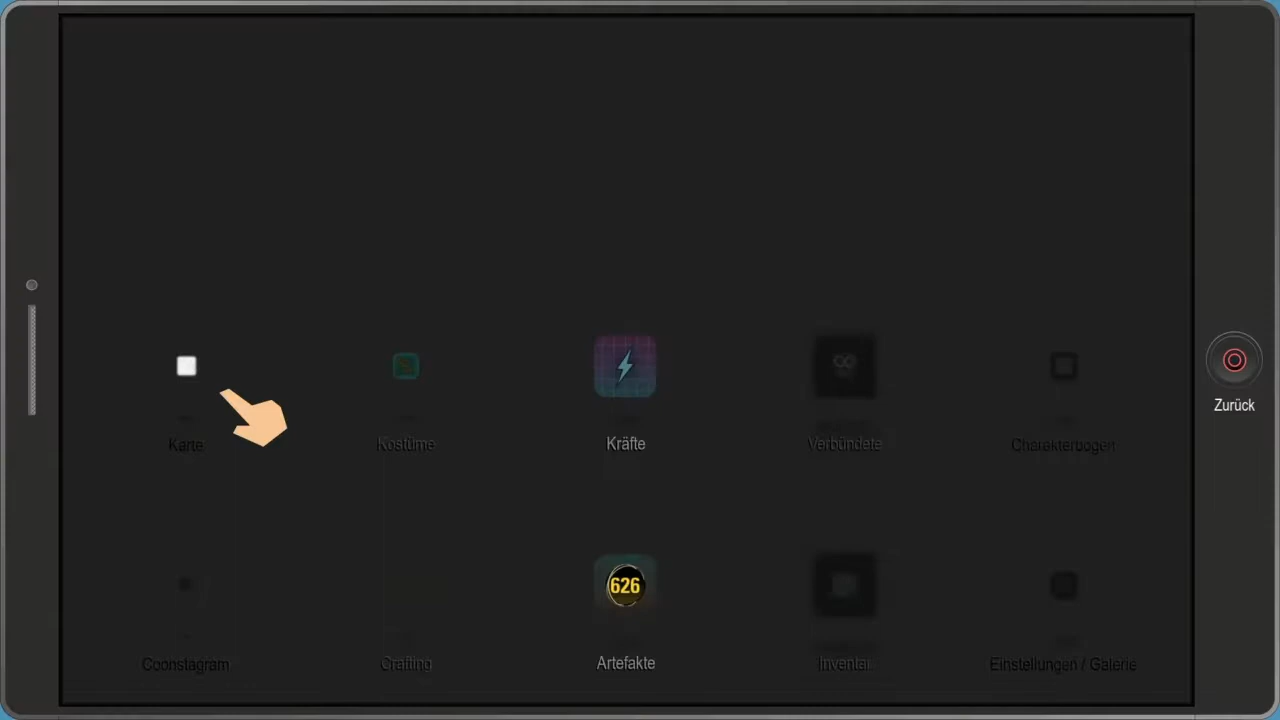 Karte
Kostüme
Kräfte
Verbündete
Charakterbogen
Zurück
626
Coonstagram
Crafting
Artefakte
Inventar
Einstellungen / Galerie